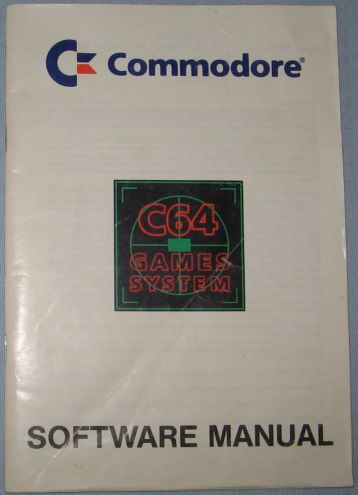 Commodore®
C64
GAMES
SYSTEM
SOFTWARE MANUAL